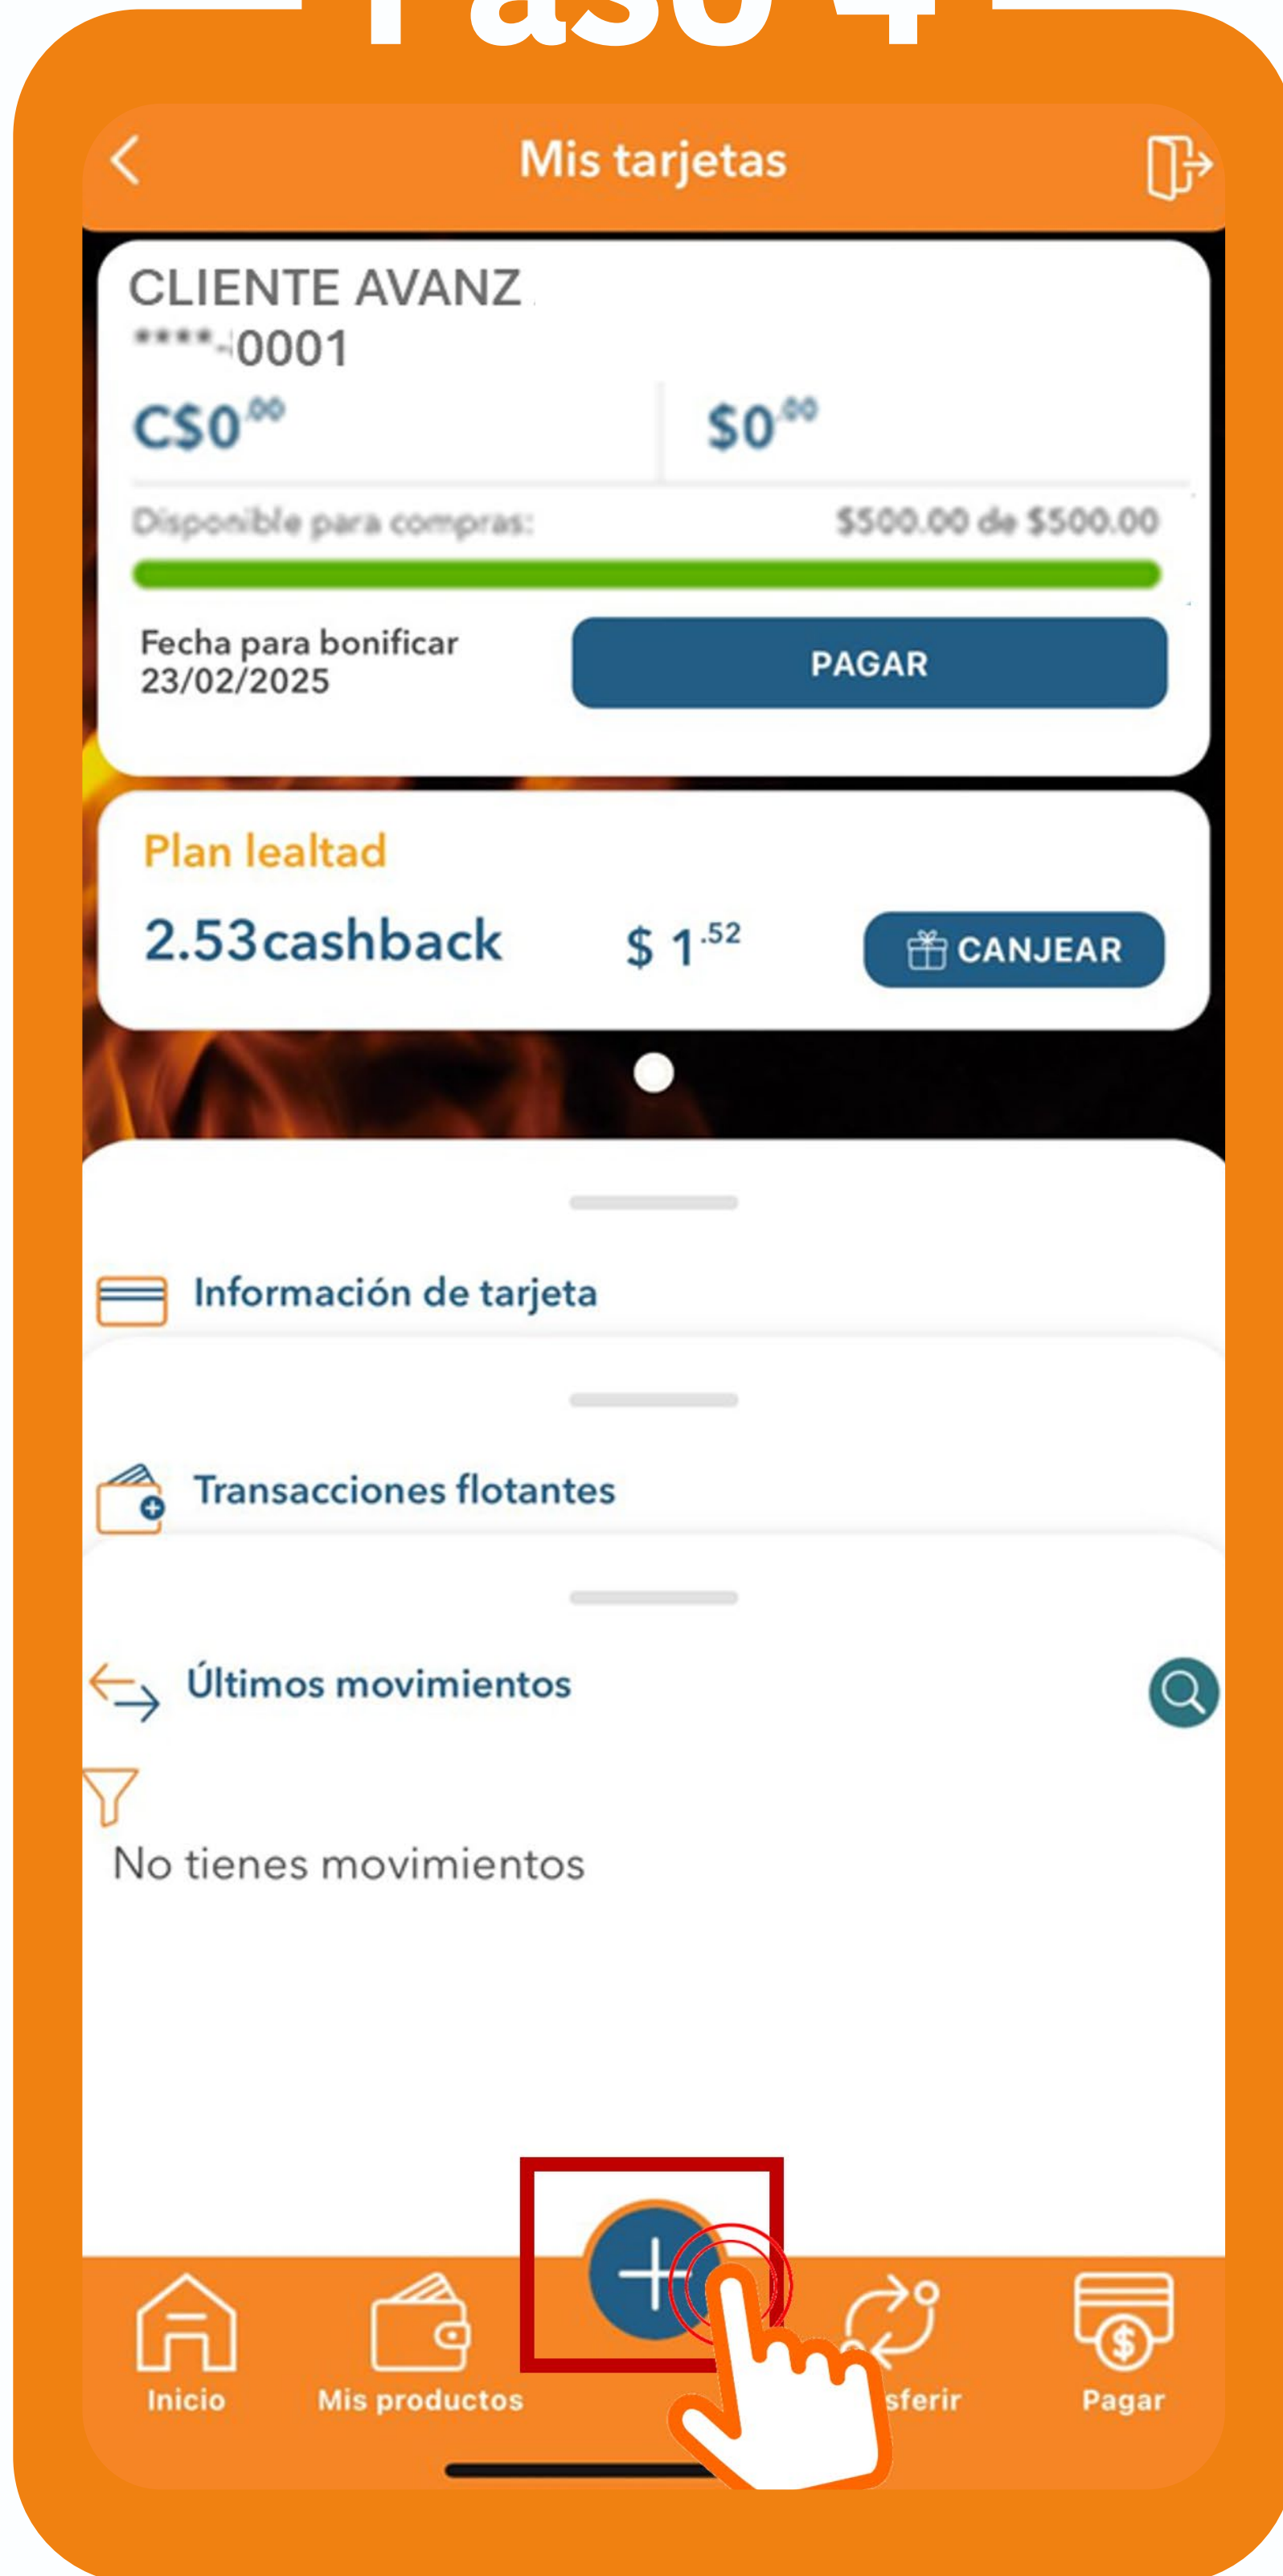 Paso 4
Mis tarjetas
CLIENTE AVANZ
****-0001
C$0.00 $0.00
Disponible para compras: $500.00 de $500.00
Fecha para bonificar
23/02/2025
PAGAR
Plan lealtad
2.53cashback $ 1.52 CANJEAR
Información de tarjeta
Transacciones flotantes
Últimos movimientos
No tienes movimientos
Inicio Mis productos sferir Pagar